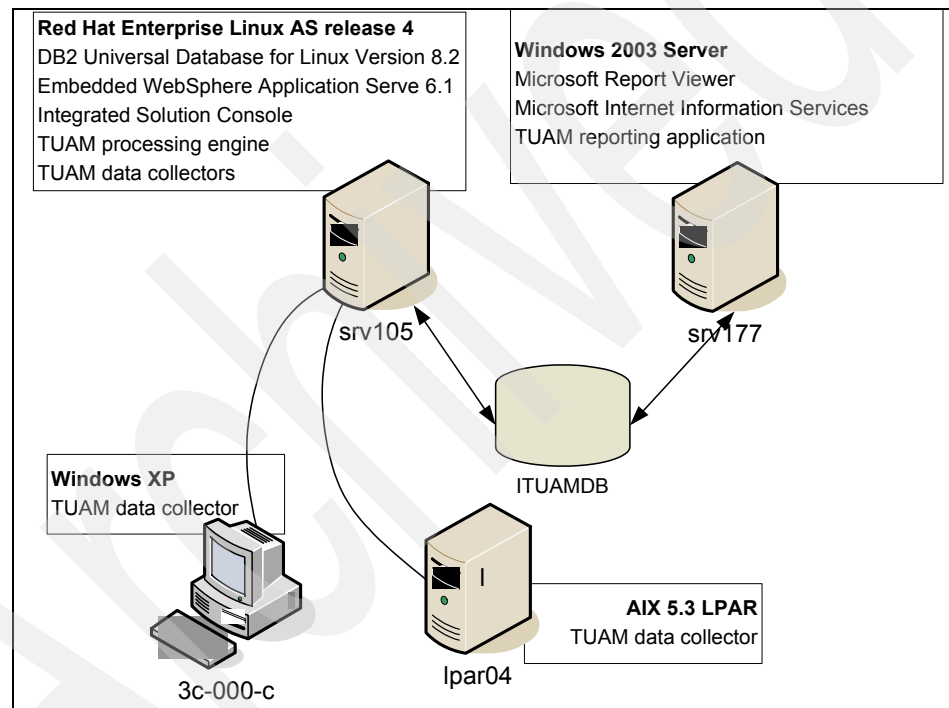 Red Hat Enterprise Linux AS release 4
DB2 Universal Database for Linux Version 8.2
Embedded WebSphere Application Serve 6.1
Integrated Solution Console
TUAM processing engine
TUAM data collectors
Windows 2003 Server
Microsoft Report Viewer
Microsoft Internet Information Services
TUAM reporting application
srv105
srv177
ITUAMDB
Windows XP
TUAM data collector
3c-000-c
l
lpar04
AIX 5.3 LPAR
TUAM data collector